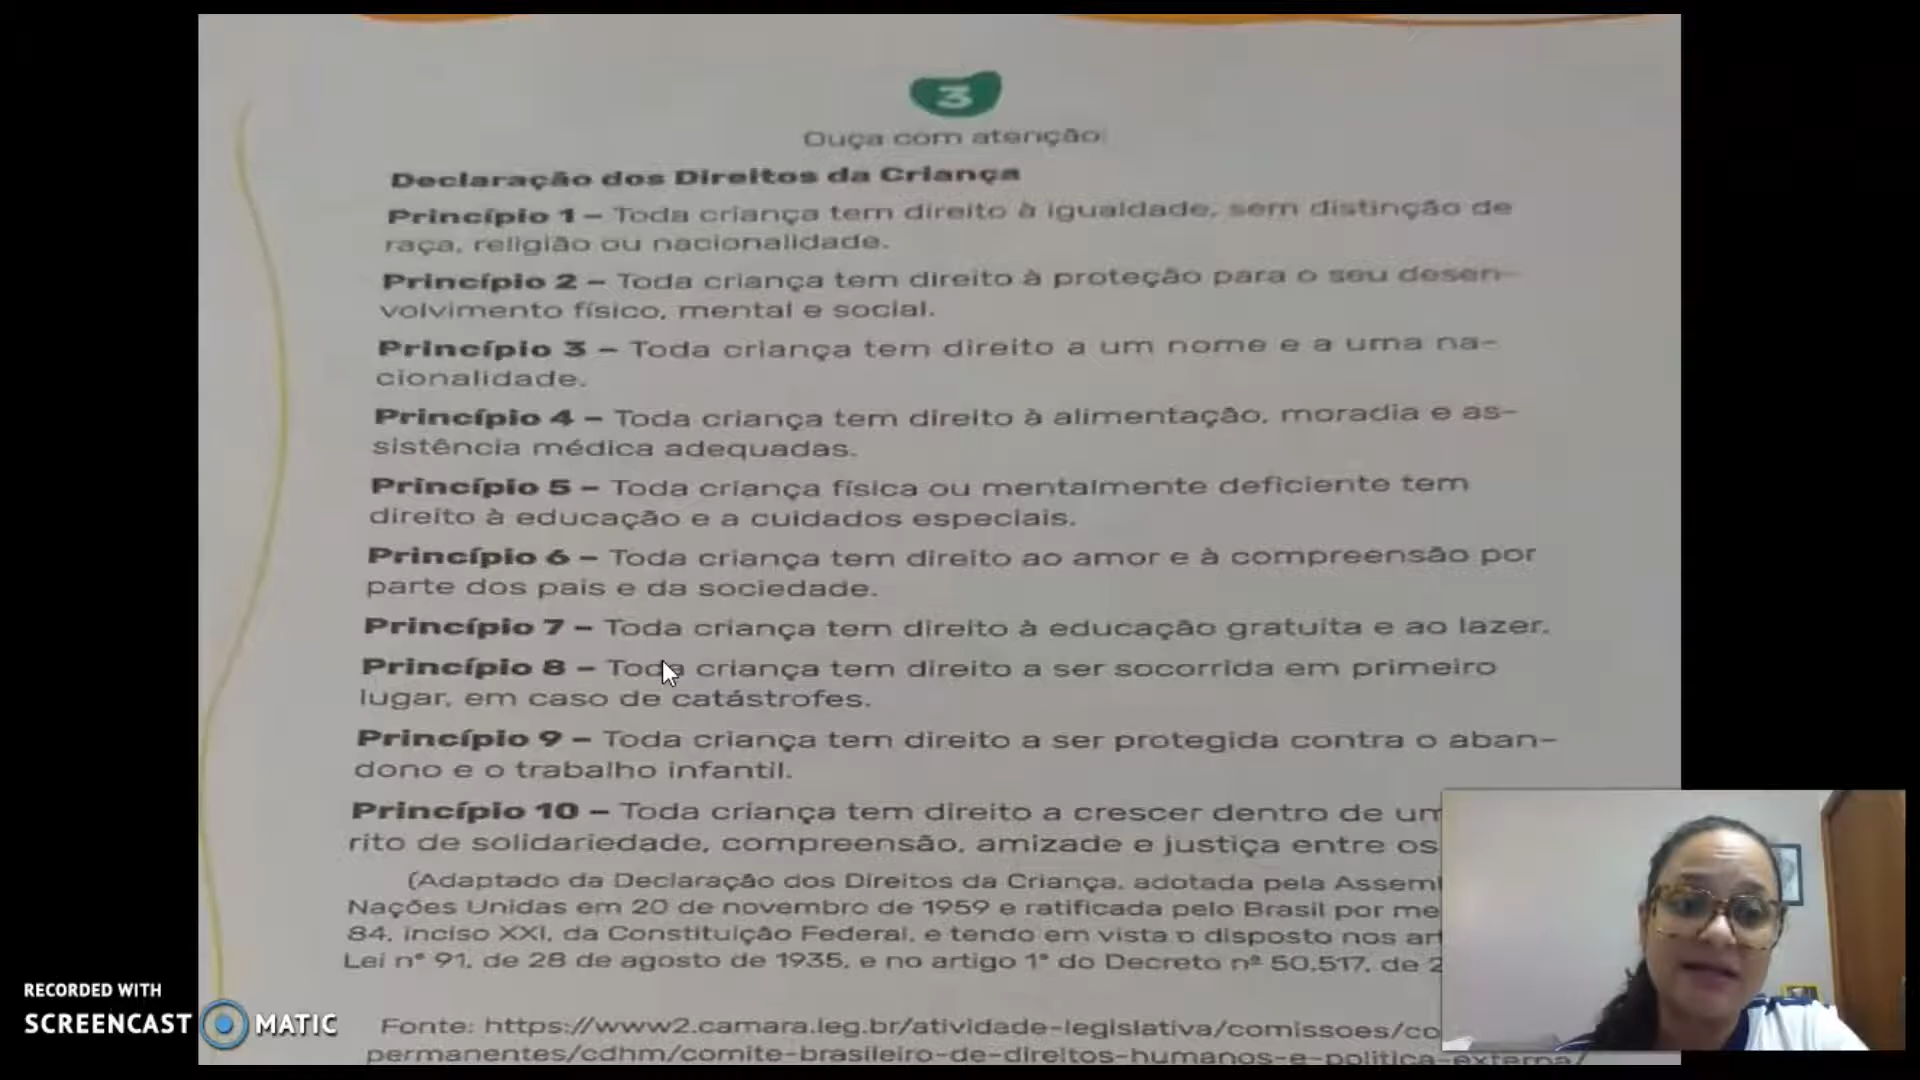 3
Ouça com atenção:
Declaração dos Direitos da Criança
Princípio 1 – Toda criança tem direito à igualdade, sem distinção de
raça, religião ou nacionalidade.
Princípio 2 – Toda criança tem direito à proteção para o seu desen-
volvimento físico, mental e social.
Princípio 3 – Toda criança tem direito a um nome e a uma na-
cionalidade.
Princípio 4 – Toda criança tem direito à alimentação, moradia e as-
sistência médica adequadas.
Princípio 5 – Toda criança física ou mentalmente deficiente tem
direito à educação e a cuidados especiais.
Princípio 6 – Toda criança tem direito ao amor e à compreensão por
parte dos pais e da sociedade.
Princípio 7 – Toda criança tem direito à educação gratuita e ao lazer.
Princípio 8 – Toda criança tem direito a ser socorrida em primeiro
lugar, em caso de catástrofes.
Princípio 9 – Toda criança tem direito a ser protegida contra o aban-
dono e o trabalho infantil.
Princípio 10 – Toda criança tem direito a crescer dentro de um
rito de solidariedade, compreensão, amizade e justiça entre os
(Adaptado da Declaração dos Direitos da Criança, adotada pela
Nações Unidas em 20 de novembro de 1959 e ratificada pelo Brasil por
84, inciso XXI, da Constituição Federal, e tendo em vista o disposto nos
Lei nº 91, de 28 de agosto de 1935, e no artigo 1º do Decreto nº 50.517, de 2
Fonte: https://www2.camara.leg.br/atividade-legislativa/comissoes/co
permanentes/cdhm/comite-brasileiro-de-direitos-humanos-e-politica-externa/
RECORDED WITH
SCREENCAST MATIC